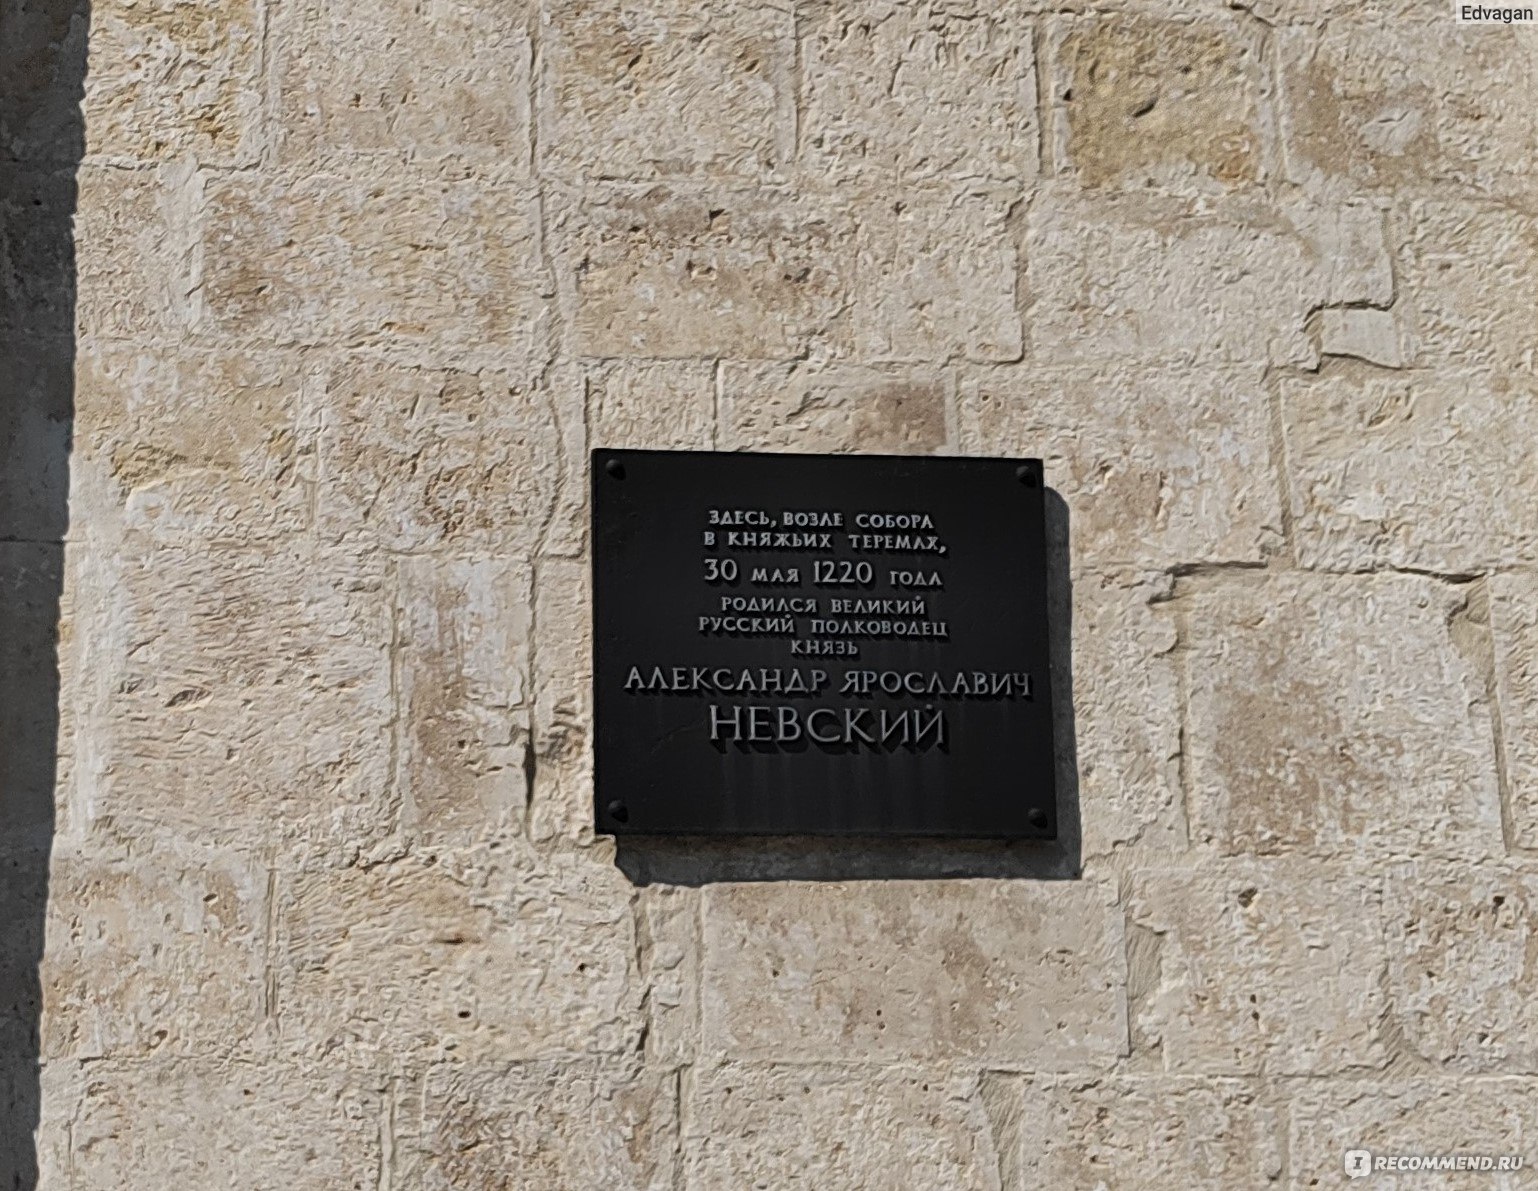 Edvagan
ЗДЕСЬ, ВОЗЛЕ СОБОРА
В КНЯЖЬИХ ТЕРЕМАХ,
30 МАЯ 1220 ГОДА
РОДИЛСЯ ВЕЛИКИЙ
РУССКИЙ ПОЛКОВОДЕЦ
КНЯЗЬ
АЛЕКСАНДР ЯРОСЛАВИЧ
НЕВСКИЙ
IRECOMMEND.RU